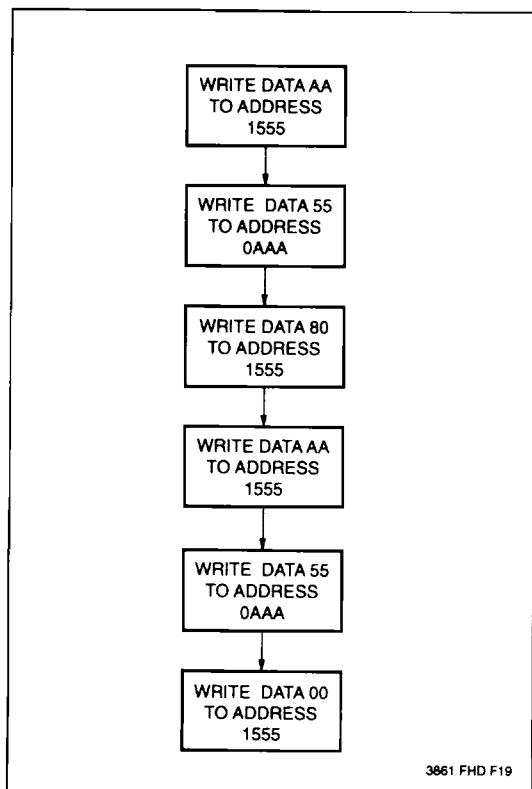 WRITE DATA AA
TO ADDRESS
1555
WRITE DATA 55
TO ADDRESS
0AAA
WRITE DATA 80
TO ADDRESS
1555
WRITE DATA AA
TO ADDRESS
1555
WRITE DATA 55
TO ADDRESS
0AAA
WRITE DATA 00
TO ADDRESS
1555
3861 FHD F19